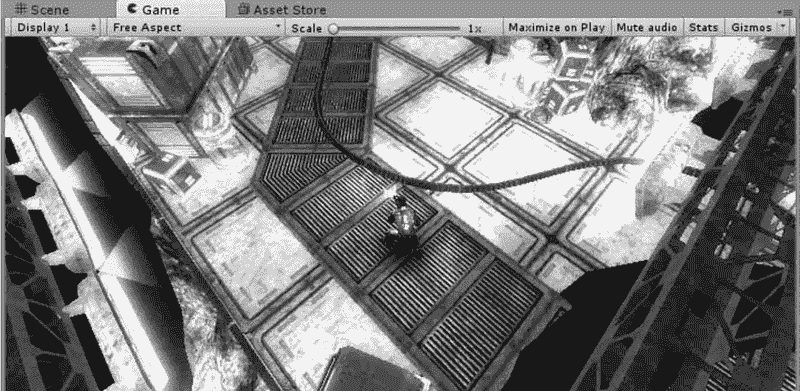 Scene Game Asset Store
Display 1 Free Aspect Scale 1x Maximize on Play Mute audio Stats Gizmos